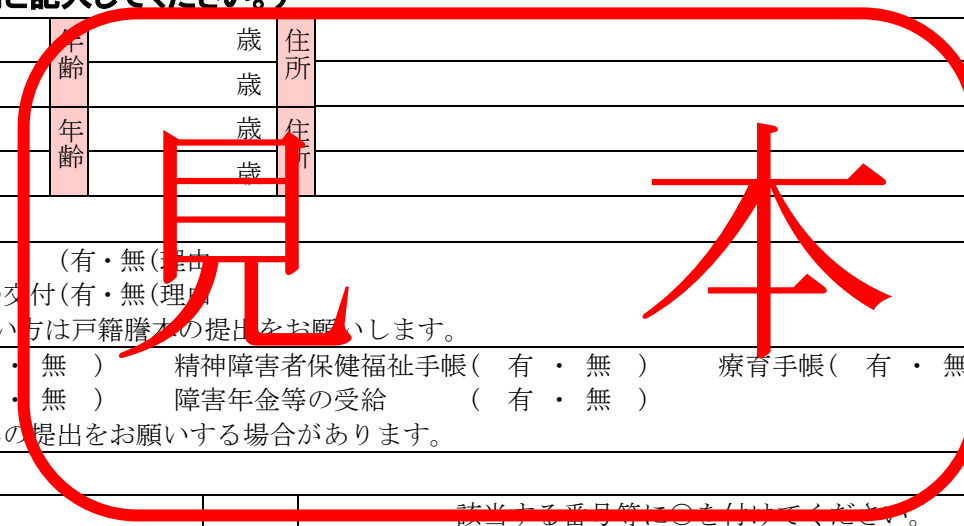 ご記入してください。)
年齢 歳 住所
歳
年齢 歳 住所
歳
見本
(有・無(理由
交付(有・無(理由
い方は戸籍謄本の提出をお願いします。
・ 無 ) 精神障害者保健福祉手帳( 有 ・ 無 ) 療育手帳( 有 ・ 無
・ 無 ) 障害年金等の受給 ( 有 ・ 無 )
の提出をお願いする場合があります。
該当する番号等に○を付けてください。